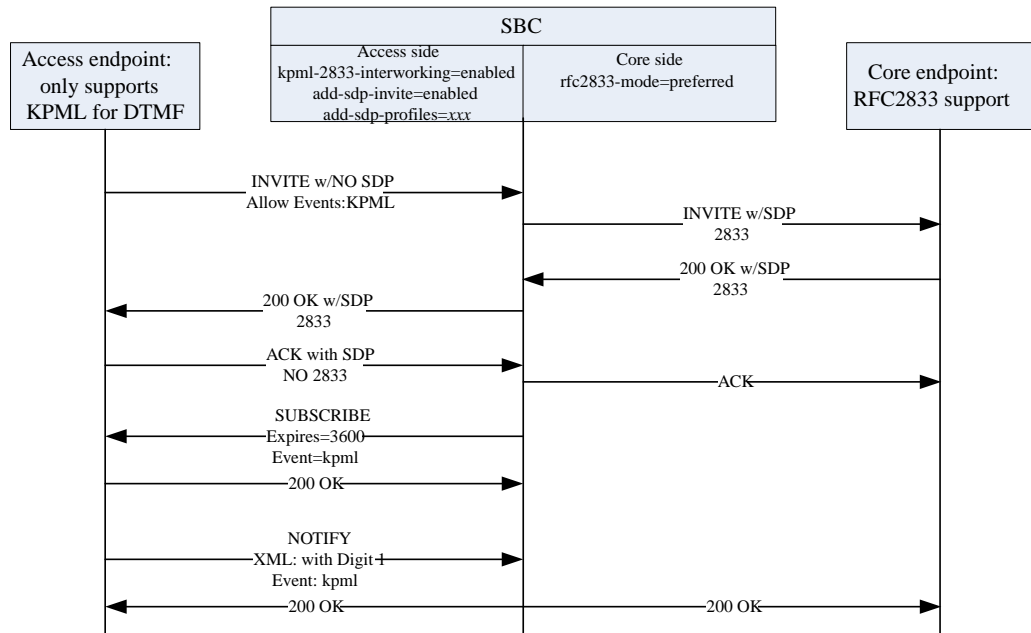 SBC
Access endpoint:
only supports
KPML for DTMF
Access side
kpml-2833-interworking=enabled
add-sdp-invite=enabled
add-sdp-profiles=xxx
Core side
rfc2833-mode=preferred
Core endpoint:
RFC2833 support
INVITE w/NO SDP
Allow Events:KPML
INVITE w/SDP
2833
200 OK w/SDP
2833
200 OK w/SDP
2833
ACK with SDP
NO 2833
ACK
SUBSCRIBE
Expires=3600
Event=kpml
200 OK
NOTIFY
XML: with Digit 1
Event: kpml
200 OK
200 OK